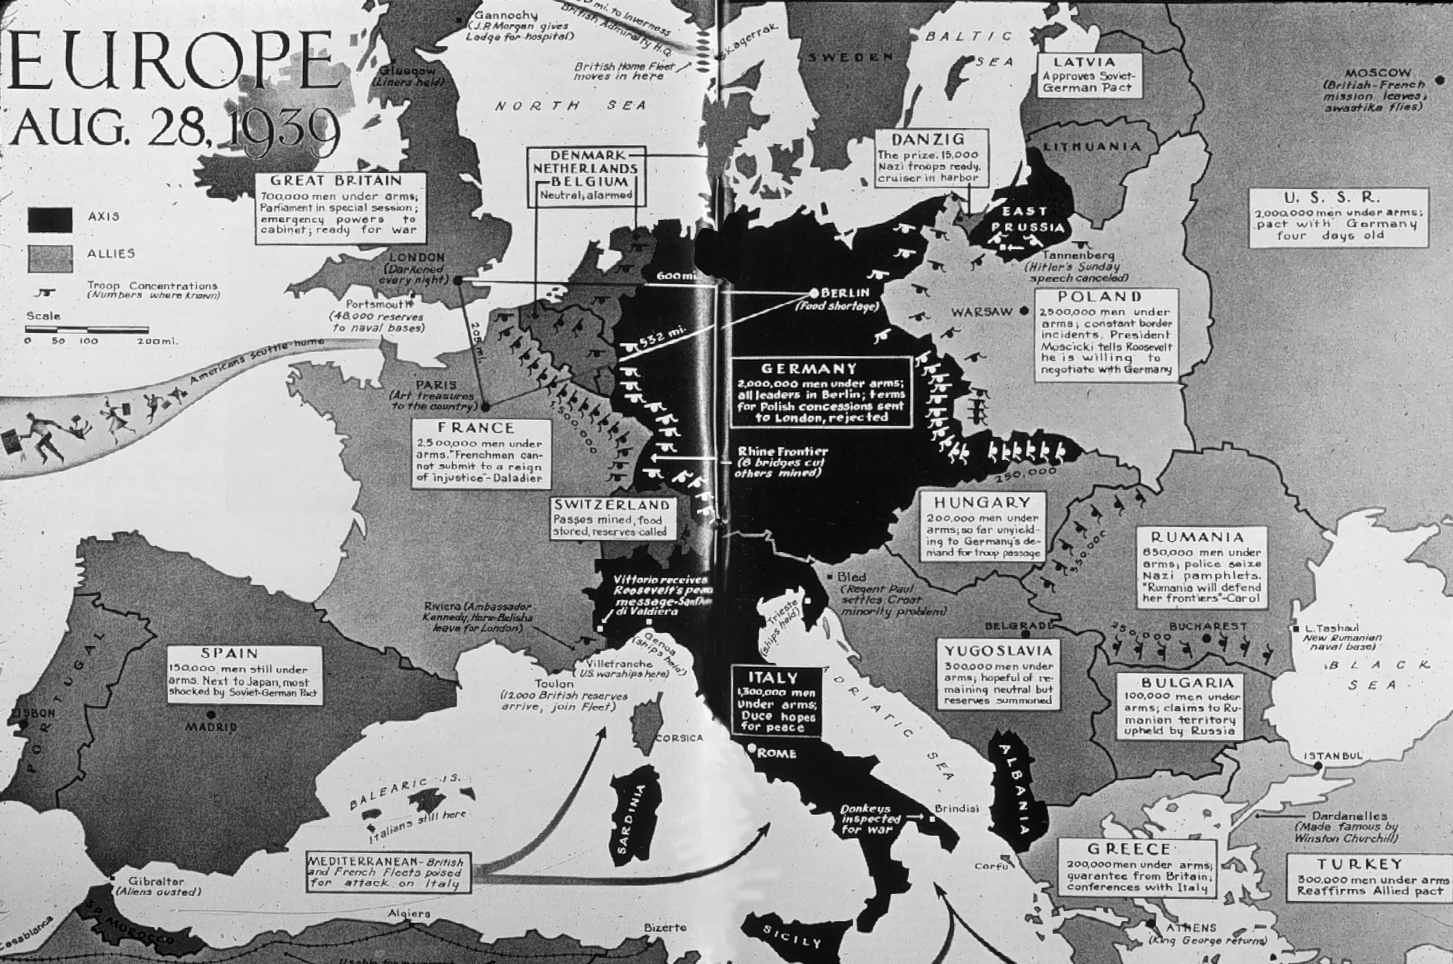 EUROPE
AUG. 28, 1939
AXIS
ALLIES
Troop Concentrations
(Numbers where known)
Scale
0 50 100 200 mi.
Gannochy
(J.P. Morgan gives
Lodge for hospital)
mi. to Inverness
British Admiralty H.Q.
British Home Fleet
moves in here
Skagerrak
Glasgow
(Liners held)
NORTH SEA
SWEDEN
BALTIC
SEA
LATVIA
Approves Soviet-
German Pact
MOSCOW
(British-French
mission leaves;
swastika flies)
LITHUANIA
DANZIG
The prize. 15,000
Nazi troops ready,
cruiser in harbor
DENMARK
NETHERLANDS
BELGIUM
Neutral, alarmed
GREAT BRITAIN
700,000 men under arms;
Parliament in special session;
emergency powers to
cabinet; ready for war
U. S. S. R.
2,000,000 men under arms;
pact with Germany
four days old
EAST
PRUSSIA
Tannenberg
(Hitler's Sunday
speech canceled)
LONDON
(Darkened
every night)
600 mi.
BERLIN
(Food shortage)
Portsmouth
(48,000 reserves
to naval bases)
205 mi.
552 mi.
WARSAW
POLAND
2,500,000 men under
arms; constant border
incidents. President
Moscicki tells Roosevelt
he is willing to
negotiate with Germany
Americans scuttle home
PARIS
(Art treasures
to the country)
GERMANY
2,000,000 men under arms;
all leaders in Berlin; terms
for Polish concessions sent
to London, rejected
FRANCE
2,500,000 men under
arms. "Frenchmen can-
not submit to a reign
of injustice"-Daladier
1,500,000
Rhine Frontier
(8 bridges cut
others mined)
250,000
SWITZERLAND
Passes mined, food
stored, reserves called
HUNGARY
200,000 men under
arms; so far unyield-
ing to Germany's de-
mand for troop passage
350,000
RUMANIA
850,000 men under
arms; police seize
Nazi pamphlets.
"Rumania will defend
her frontiers"-Carol
Vittorio receives
Roosevelt's peace
message-Sant'Anna
di Valdiera
Bled
(Regent Paul
settles Croat
minority problem)
Trieste
(ships held)
Riviera (Ambassador
Kennedy, Hore-Belisha
leave for London)
Genoa
(ships held)
BELGRADE
250,000
BUCHAREST
L. Tashaul
New Rumanian
naval base)
BLACK
SEA
PORTUGAL
LISBON
SPAIN
150,000 men still under
arms. Next to Japan, most
shocked by Soviet-German Pact
MADRID
Villefranche
(U.S. warships here)
Toulon
(12,000 British reserves
arrive, join Fleet)
ITALY
1,300,000 men
under arms;
Duce hopes
for peace
ROME
YUGOSLAVIA
300,000 men under
arms; hopeful of re-
maining neutral but
reserves summoned
BULGARIA
100,000 men under
arms; claims to Ru-
manian territory
upheld by Russia
ADRIATIC SEA
CORSICA
SARDINIA
ALBANIA
ISTANBUL
BALEARIC IS.
Italians still here
Donkeys
inspected
for war
Brindisi
Dardanelles
(Made famous by
Winston Churchill)
MEDITERRANEAN-British
and French Fleets poised
for attack on Italy
Corfu
GREECE
200,000 men under arms;
guarantee from Britain;
conferences with Italy
TURKEY
300,000 men under arms
Reaffirms Allied pact
Gibraltar
(Aliens ousted)
SP. MOROCCO
Casablanca
Algiers
Bizerte
SICILY
ATHENS
(King George returns)